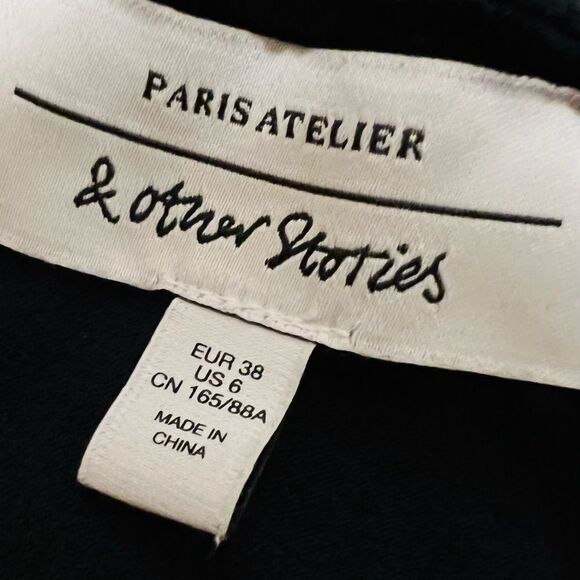 PARIS ATELIER
& other Stories
EUR 38
US 6
CN 165/88A
MADE IN
CHINA